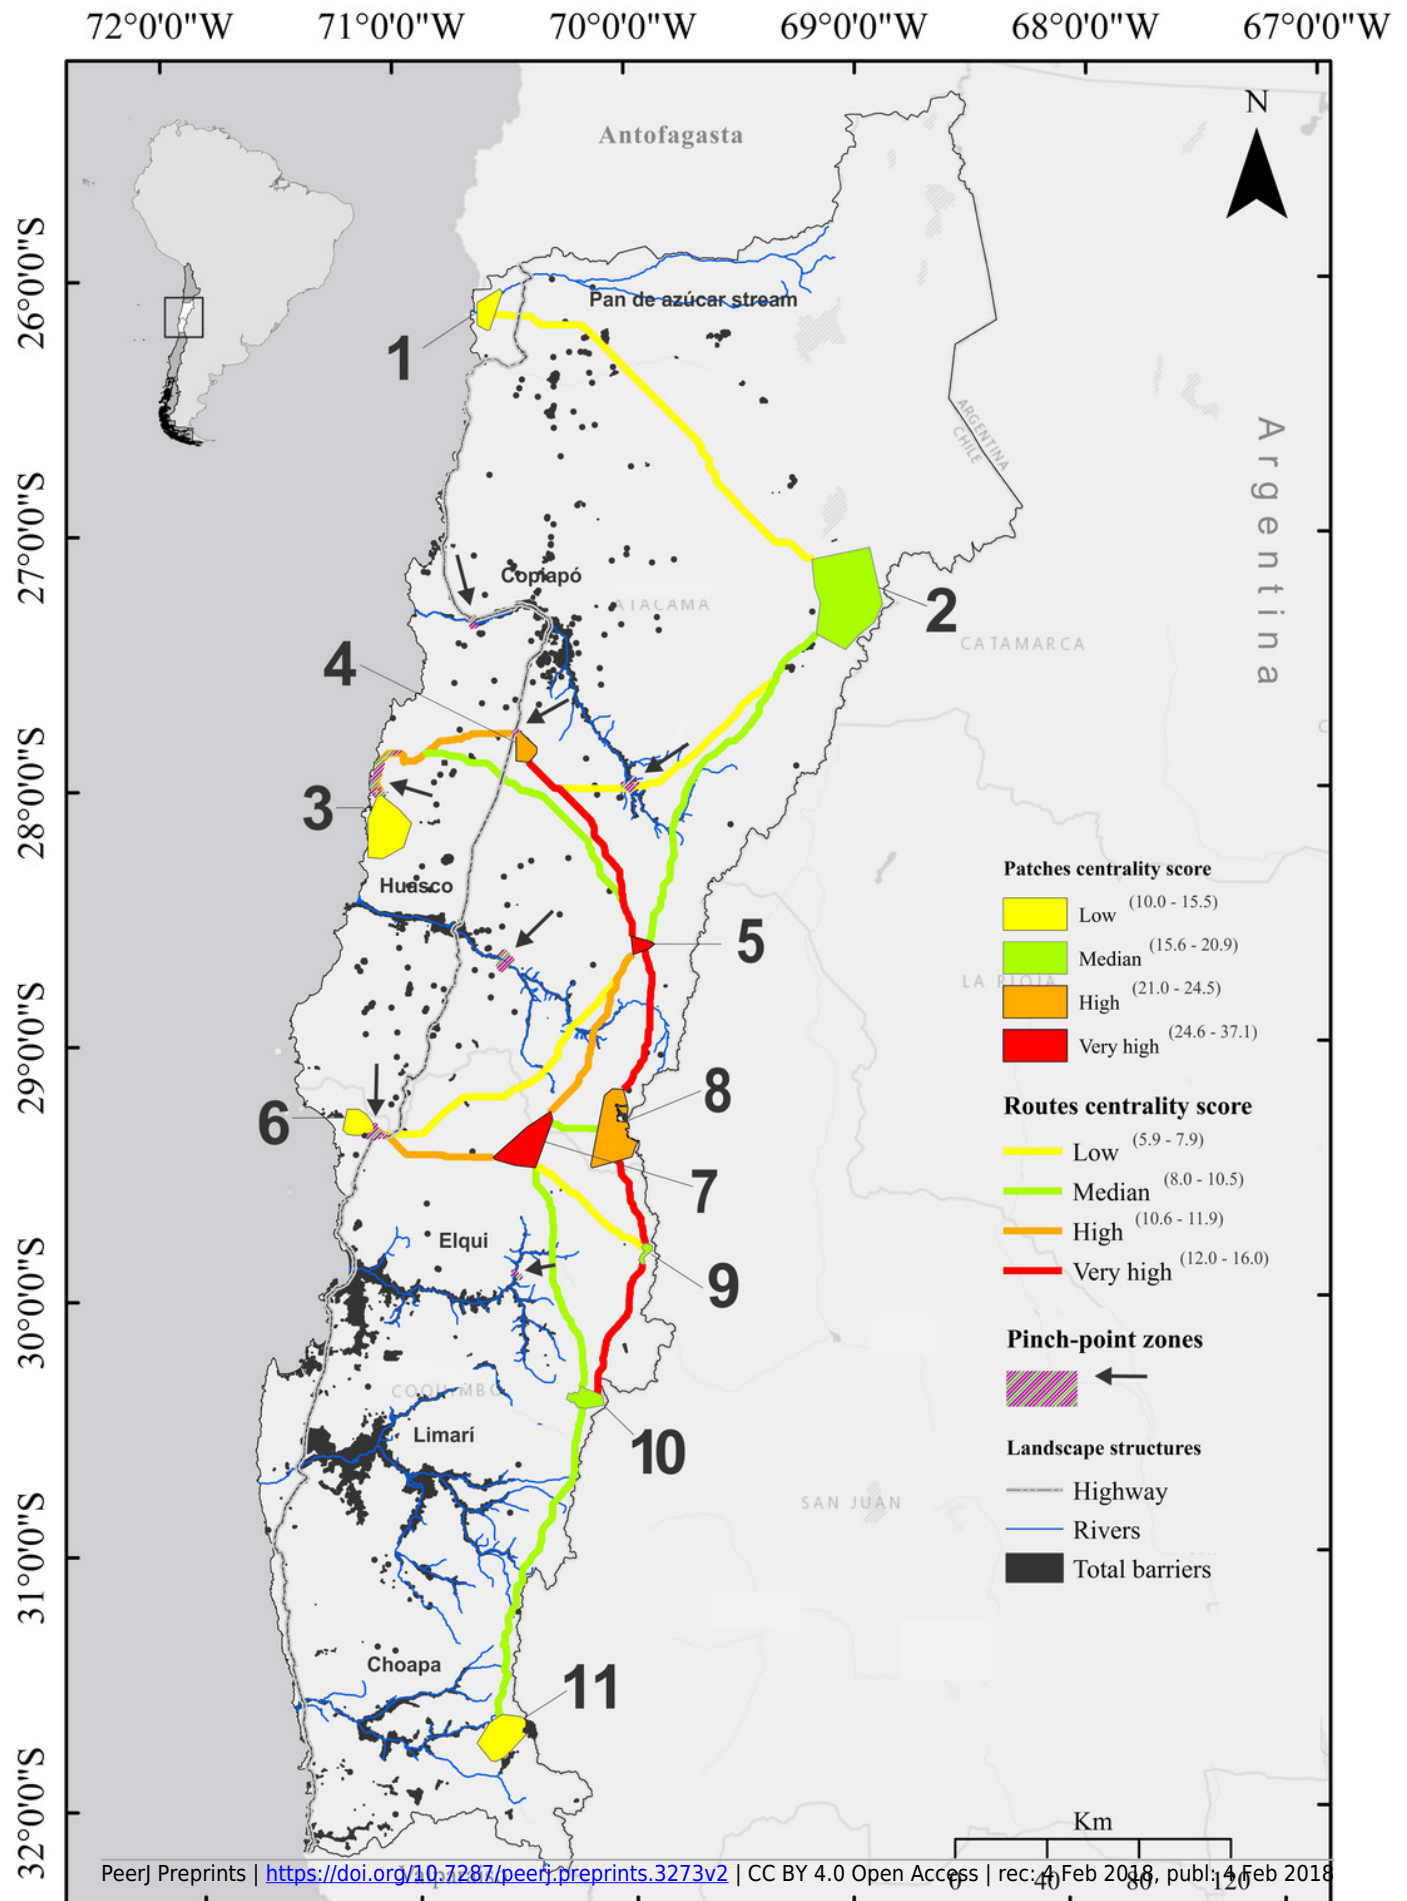 72°0'0"W 71°0'0"W 70°0'0"W 69°0'0"W 68°0'0"W 67°0'0"W
N
Antofagasta
26°0'0"S
Pan de azúcar stream
1
ARGENTINA
CHILE
Argentina
27°0'0"S
Copiapó
ATACAMA
2
CATAMARCA
4
28°0'0"S
3
Huasco
Patches centrality score
Low (10.0 - 15.5)
Median (15.6 - 20.9)
High (21.0 - 24.5)
Very high (24.6 - 37.1)
5
LA RIOJA
29°0'0"S
8
6
7
Routes centrality score
Low (5.9 - 7.9)
Median (8.0 - 10.5)
High (10.6 - 11.9)
Very high (12.0 - 16.0)
Elqui
9
30°0'0"S
Pinch-point zones
COQUIMBO
Limarí
10
Landscape structures
Highway
Rivers
Total barriers
SAN JUAN
31°0'0"S
Choapa
11
32°0'0"S
Km
0 40 80 120
PeerJ Preprints | https://doi.org/10.7287/peerj.preprints.3273v2 | CC BY 4.0 Open Access | rec: 4 Feb 2018, publ: 4 Feb 2018